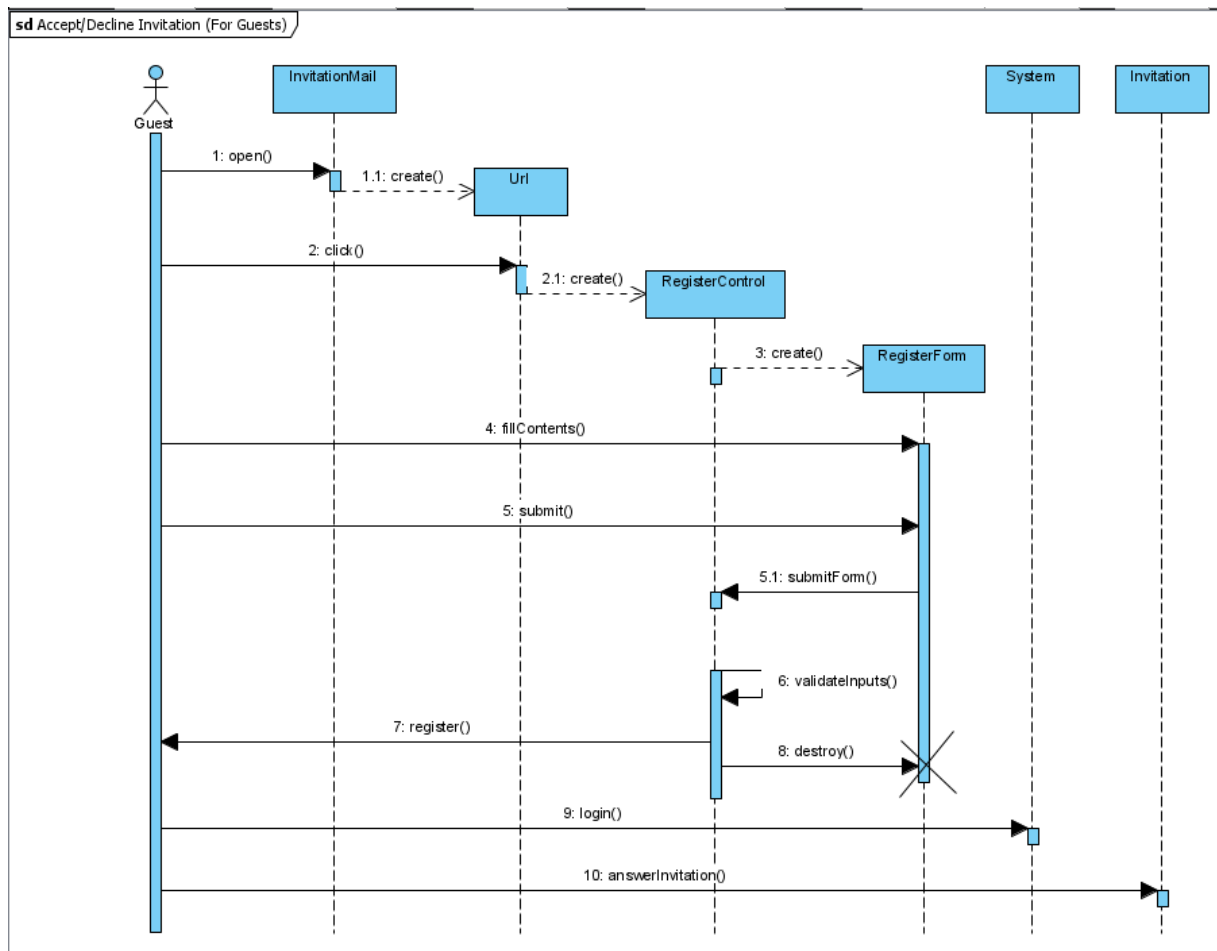 sd Accept/Decline Invitation (For Guests)
InvitationMail
System
Invitation
Guest
1: open()
1.1: create()
Url
2: click()
2.1: create()
RegisterControl
3: create()
RegisterForm
4: fillContents()
5: submit()
5.1: submitForm()
6: validateInputs()
7: register()
8: destroy()
9: login()
10: answerInvitation()